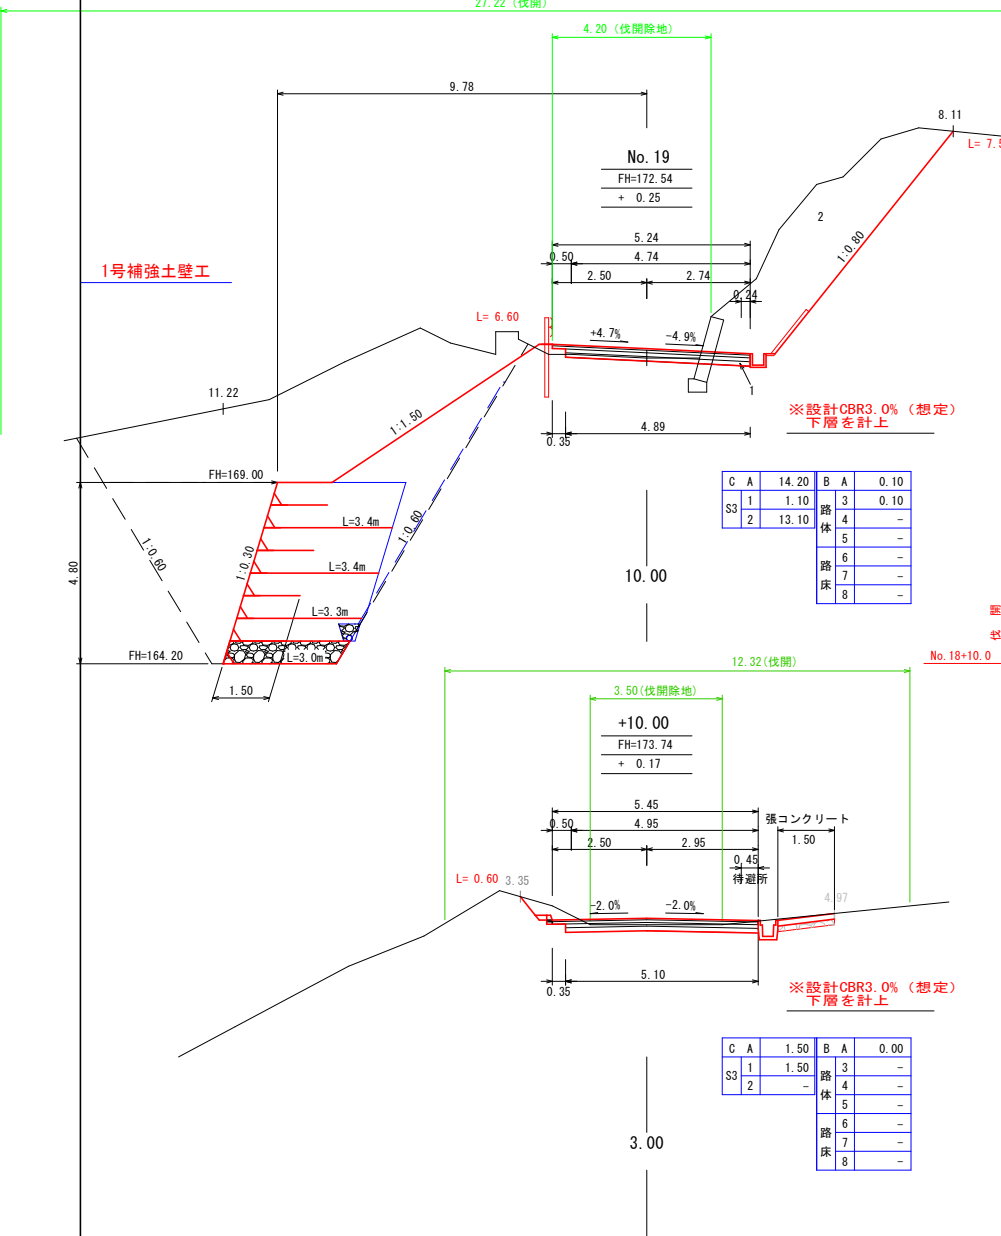 27.22（伐開）
4.20（伐開除地）
9.78
8.11
No.19
FH=172.54
+ 0.25
2
5.24
0.50
4.74
2.50
2.74
0.24
1:0.80
1号補強土壁工
L= 6.60
+4.7%
-4.9%
1
11.22
1:1.50
0.35
4.89
※設計CBR3.0%（想定）
下層を計上
FH=169.00
L=3.4m
1:0.60
1:0.60
1:0.30
L=3.4m
4.80
L=3.3m
L=3.0m
FH=164.20
1.50
C A 14.20 B A 0.10
S3 1 1.10 路体 3 0.10
2 13.10 4 -
5 -
路床 6 -
7 -
8 -
10.00
伐 開
No.18+10.0
12.32(伐開)
3.50(伐開除地)
+10.00
FH=173.74
+ 0.17
5.45
0.50
4.95
2.50
2.95
0.45
待避所
張コンクリート
1.50
L= 0.60
3.35
-2.0%
-2.0%
4.97
0.35
5.10
※設計CBR3.0%（想定）
下層を計上
C A 1.50 B A 0.00
S3 1 1.50 路体 3 -
2 - 4 -
5 -
路床 6 -
7 -
8 -
3.00